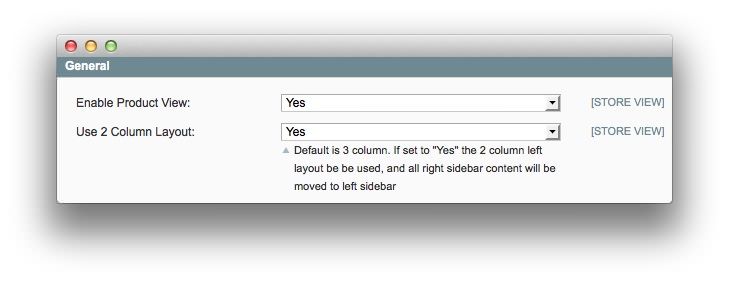 General
Enable Product View: Yes [STORE VIEW]
Use 2 Column Layout: Yes [STORE VIEW]
Default is 3 column. If set to "Yes" the 2 column left
layout be be used, and all right sidebar content will be
moved to left sidebar